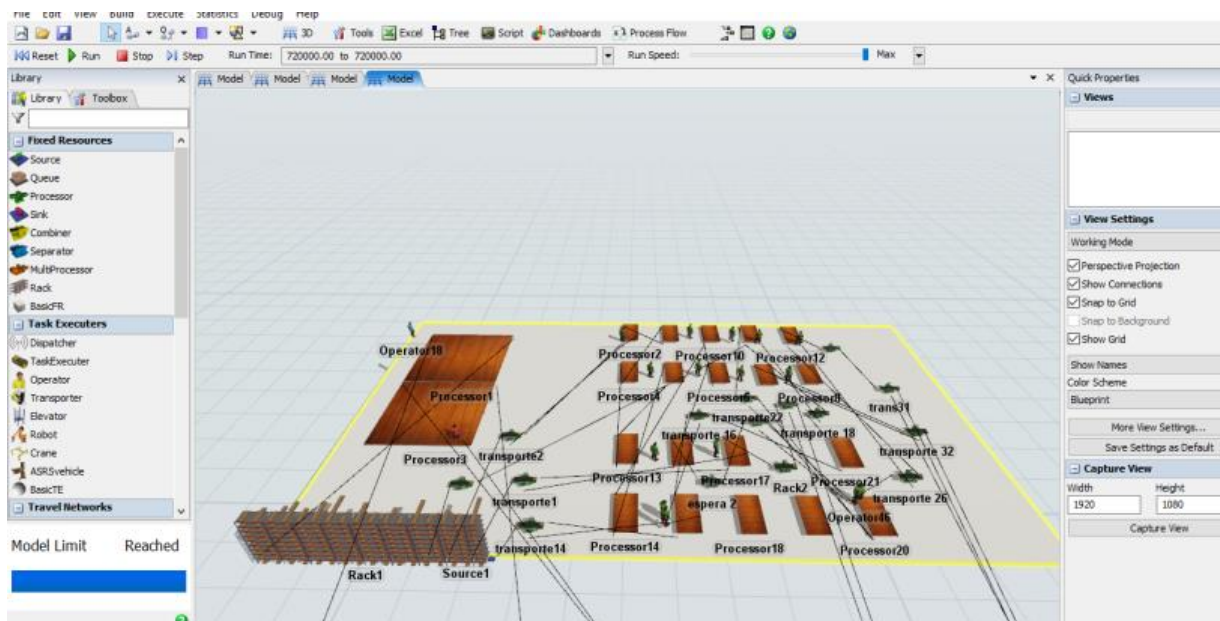 File Edit View Build Execute Statistics Debug Help
3D Tools Excel Tree Script Dashboards Process Flow
Reset Run Stop Step Run Time: 720000.00 to 720000.00 Run Speed: Max
Library
Model Model Model Model
Quick Properties
Library Toolbox
Views
Fixed Resources
Source
Queue
Processor
Sink
Combiner
Separator
MultiProcessor
Rack
BasicFR
Task Executers
Dispatcher
TaskExecuter
Operator
Transporter
Elevator
Robot
Crane
ASRSvehicle
BasicTE
Travel Networks
Model Limit Reached
Operator18
Processor2 Processor10 Processor12
Processor1 Processor4 Processor6 Processor8
trans31
transporte22
transporte 16 transporte 18
transporte 32
Processor3 transporte2
Processor13 Processor17 Processor21
Rack2
transporte 26
transporte1 espera 2
Operator46
transporte14 Processor14 Processor18 Processor20
Rack1 Source1
View Settings
Working Mode
Perspective Projection
Show Connections
Snap to Grid
Snap to Background
Show Grid
Show Names
Color Scheme
Blueprint
More View Settings...
Save Settings as Default
Capture View
Width Height
1920 1080
Capture View